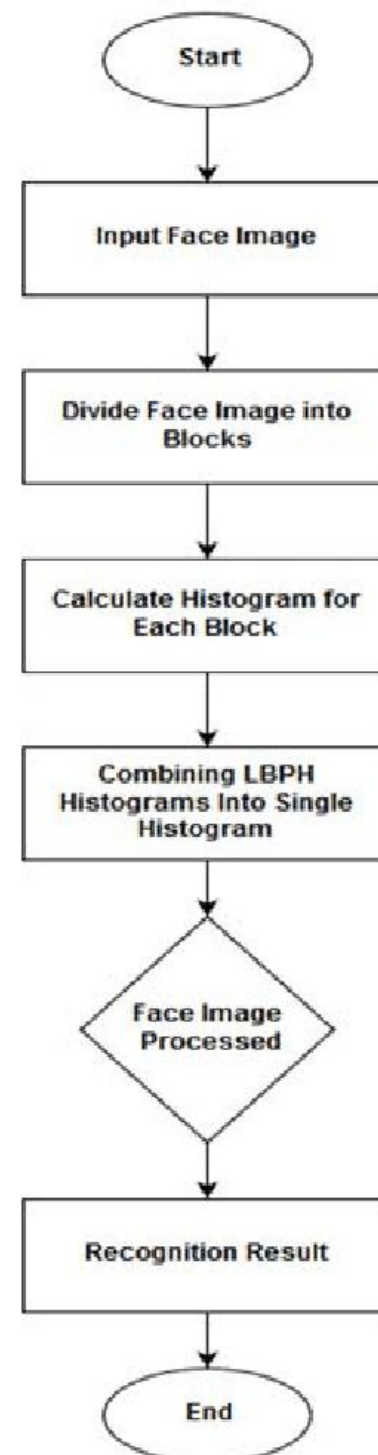 Start
Input Face Image
Divide Face Image into
Blocks
Calculate Histogram for
Each Block
Combining LBPH
Histograms Into Single
Histogram
Face Image
Processed
Recognition Result
End